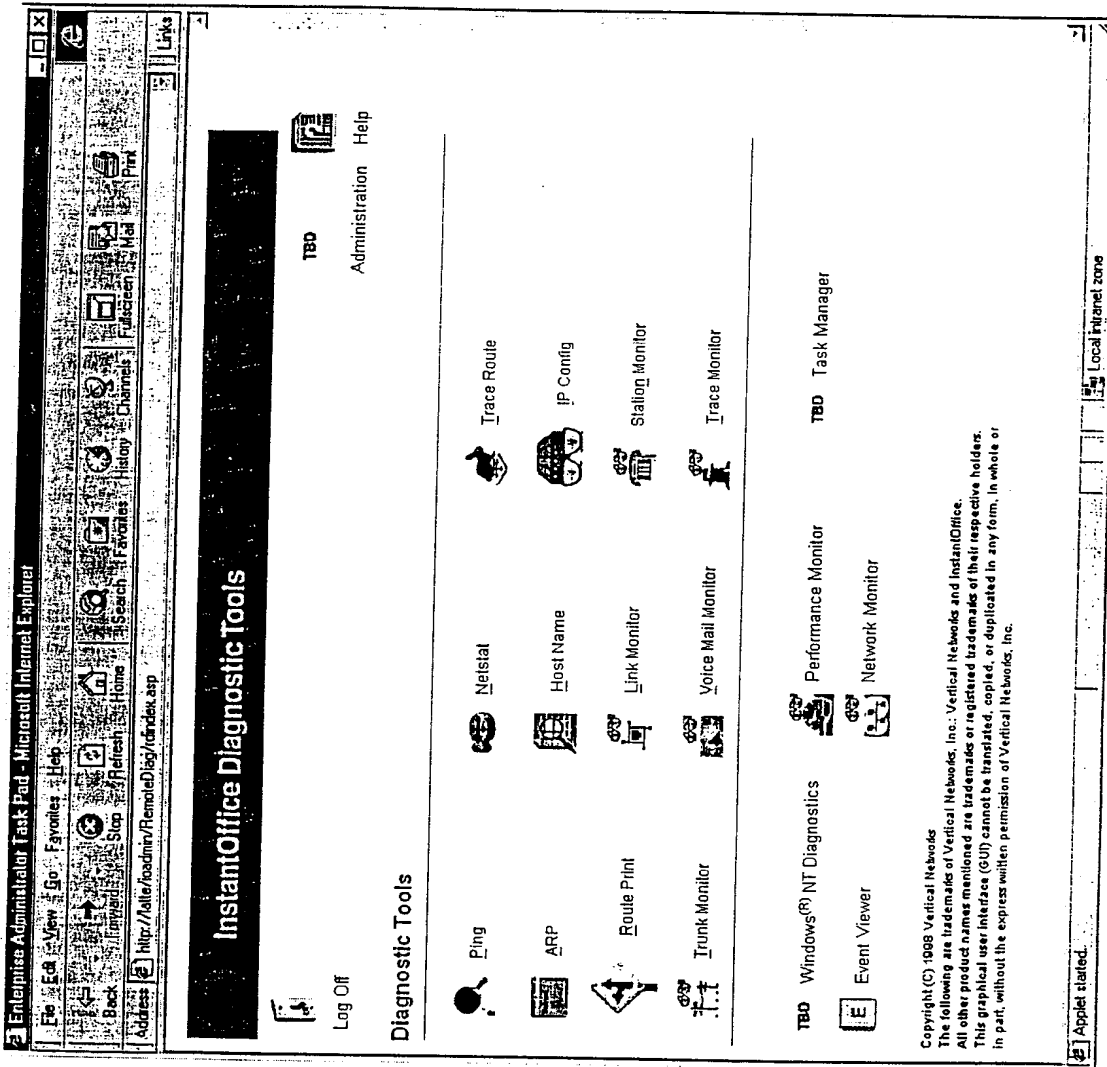 Enterprise Administrator Task Pad - Microsoft Internet Explorer
File Edit View Go Favorites Help
Back Forward Stop Refresh Home Search Favorites History Channels Fullscreen Mail Print
Address http://latte/ioadmin/RemoteDiag/rdindex.asp Links
InstantOffice Diagnostic Tools
Log Off
TBD
Administration Help
Diagnostic Tools
Ping Netstat Trace Route
ARP Host Name IP Config
Route Print Link Monitor Station Monitor
Trunk Monitor Voice Mail Monitor Trace Monitor
TBD Windows(R) NT Diagnostics Performance Monitor TBD Task Manager
E Event Viewer Network Monitor
Copyright (C) 1998 Vertical Networks
The following are trademarks of Vertical Networks, Inc.: Vertical Networks and InstantOffice.
All other product names mentioned are trademarks or registered trademarks of their respective holders.
This graphical user interface (GUI) cannot be translated, copied, or duplicated in any form, in whole or
in part, without the express written permission of Vertical Networks, Inc.
Applet started. Local intranet zone